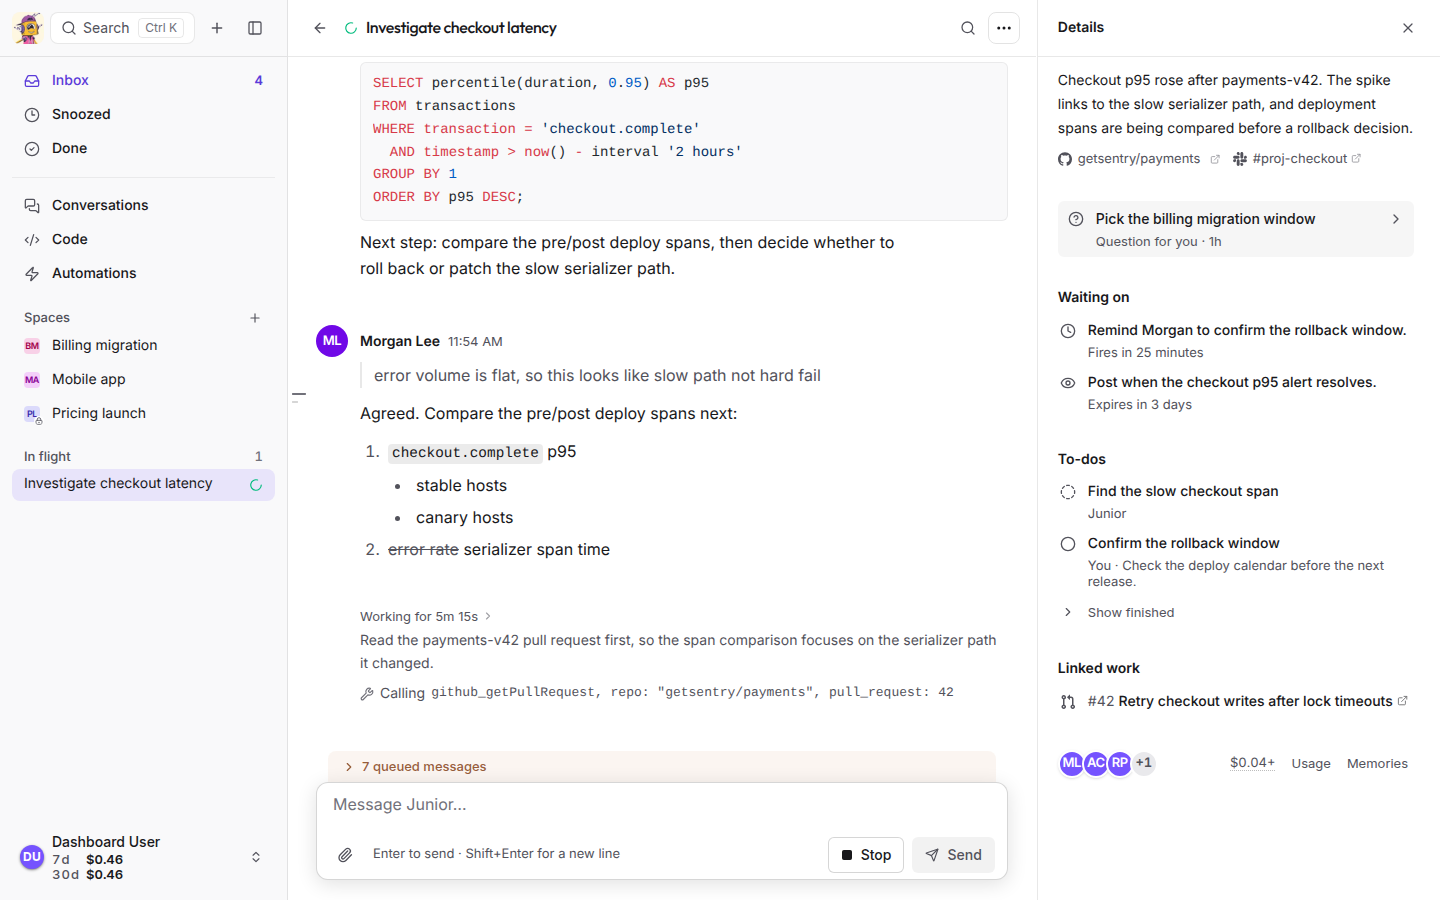 Search Ctrl K
Inbox 4
Snoozed
Done
Conversations
Code
Automations
Spaces
BM Billing migration
MA Mobile app
PL Pricing launch
In flight 1
Investigate checkout latency
DU Dashboard User
7d $0.46
30d $0.46
Investigate checkout latency
SELECT percentile(duration, 0.95) AS p95
FROM transactions
WHERE transaction = 'checkout.complete'
AND timestamp > now() - interval '2 hours'
GROUP BY 1
ORDER BY p95 DESC;
Next step: compare the pre/post deploy spans, then decide whether to
roll back or patch the slow serializer path.
ML Morgan Lee 11:54 AM
error volume is flat, so this looks like slow path not hard fail
Agreed. Compare the pre/post deploy spans next:
1. checkout.complete p95
• stable hosts
• canary hosts
2. error rate serializer span time
Working for 5m 15s
Read the payments-v42 pull request first, so the span comparison focuses on the serializer path
it changed.
Calling github_getPullRequest, repo: "getsentry/payments", pull_request: 42
7 queued messages
Message Junior...
Enter to send · Shift+Enter for a new line
Stop
Send
Details
Checkout p95 rose after payments-v42. The spike
links to the slow serializer path, and deployment
spans are being compared before a rollback decision.
getsentry/payments #proj-checkout
Pick the billing migration window
Question for you · 1h
Waiting on
Remind Morgan to confirm the rollback window.
Fires in 25 minutes
Post when the checkout p95 alert resolves.
Expires in 3 days
To-dos
Find the slow checkout span
Junior
Confirm the rollback window
You · Check the deploy calendar before the next
release.
Show finished
Linked work
#42 Retry checkout writes after lock timeouts
ML AC RP +1 $0.04+ Usage Memories